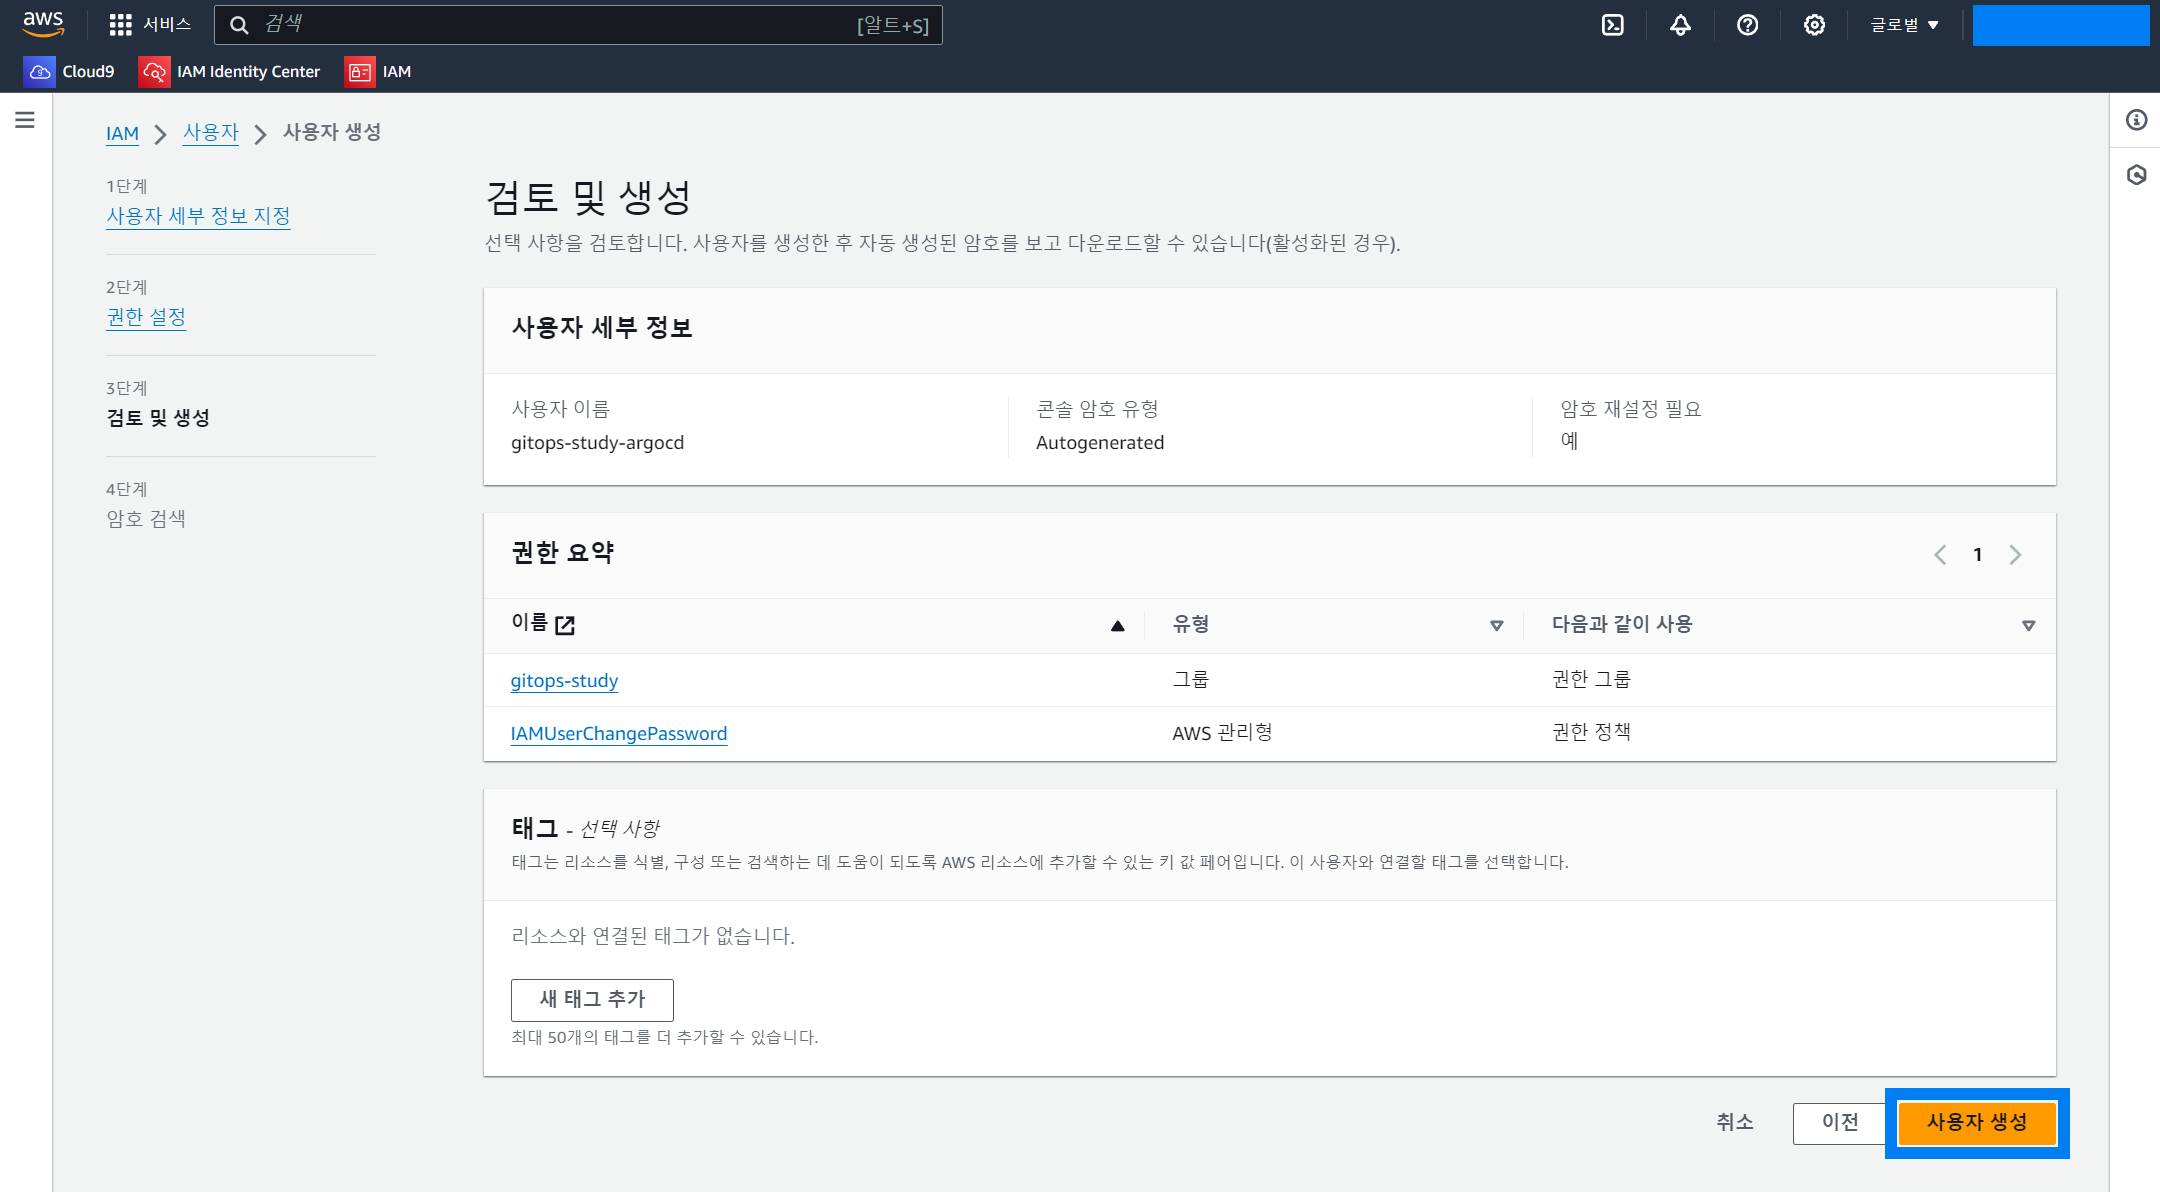 aws
서비스
검색
[알트+S]
글로벌 ▼
Cloud9
IAM Identity Center
IAM
IAM
사용자
사용자 생성
1단계
사용자 세부 정보 지정
2단계
권한 설정
3단계
검토 및 생성
4단계
암호 검색
검토 및 생성
선택 사항을 검토합니다. 사용자를 생성한 후 자동 생성된 암호를 보고 다운로드할 수 있습니다(활성화된 경우).
사용자 세부 정보
사용자 이름
gitops-study-argocd
콘솔 암호 유형
Autogenerated
암호 재설정 필요
예
권한 요약
1
이름
유형
다음과 같이 사용
gitops-study
그룹
권한 그룹
IAMUserChangePassword
AWS 관리형
권한 정책
태그 - 선택 사항
태그는 리소스를 식별, 구성 또는 검색하는 데 도움이 되도록 AWS 리소스에 추가할 수 있는 키 값 페어입니다. 이 사용자와 연결할 태그를 선택합니다.
리소스와 연결된 태그가 없습니다.
새 태그 추가
최대 50개의 태그를 더 추가할 수 있습니다.
취소
이전
사용자 생성